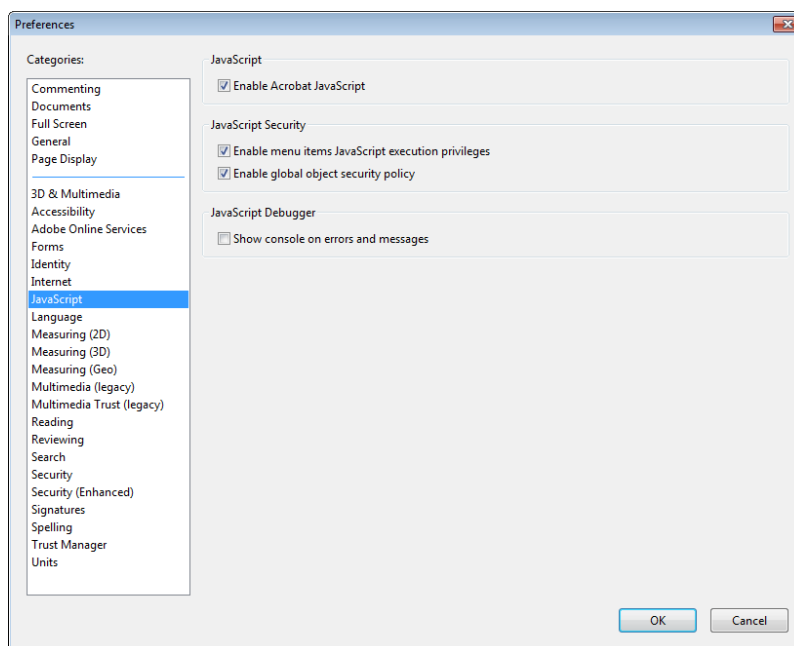 Preferences
Categories:
Commenting
Documents
Full Screen
General
Page Display
3D & Multimedia
Accessibility
Adobe Online Services
Forms
Identity
Internet
JavaScript
Language
Measuring (2D)
Measuring (3D)
Measuring (Geo)
Multimedia (legacy)
Multimedia Trust (legacy)
Reading
Reviewing
Search
Security
Security (Enhanced)
Signatures
Spelling
Trust Manager
Units
JavaScript
Enable Acrobat JavaScript
JavaScript Security
Enable menu items JavaScript execution privileges
Enable global object security policy
JavaScript Debugger
Show console on errors and messages
OK
Cancel